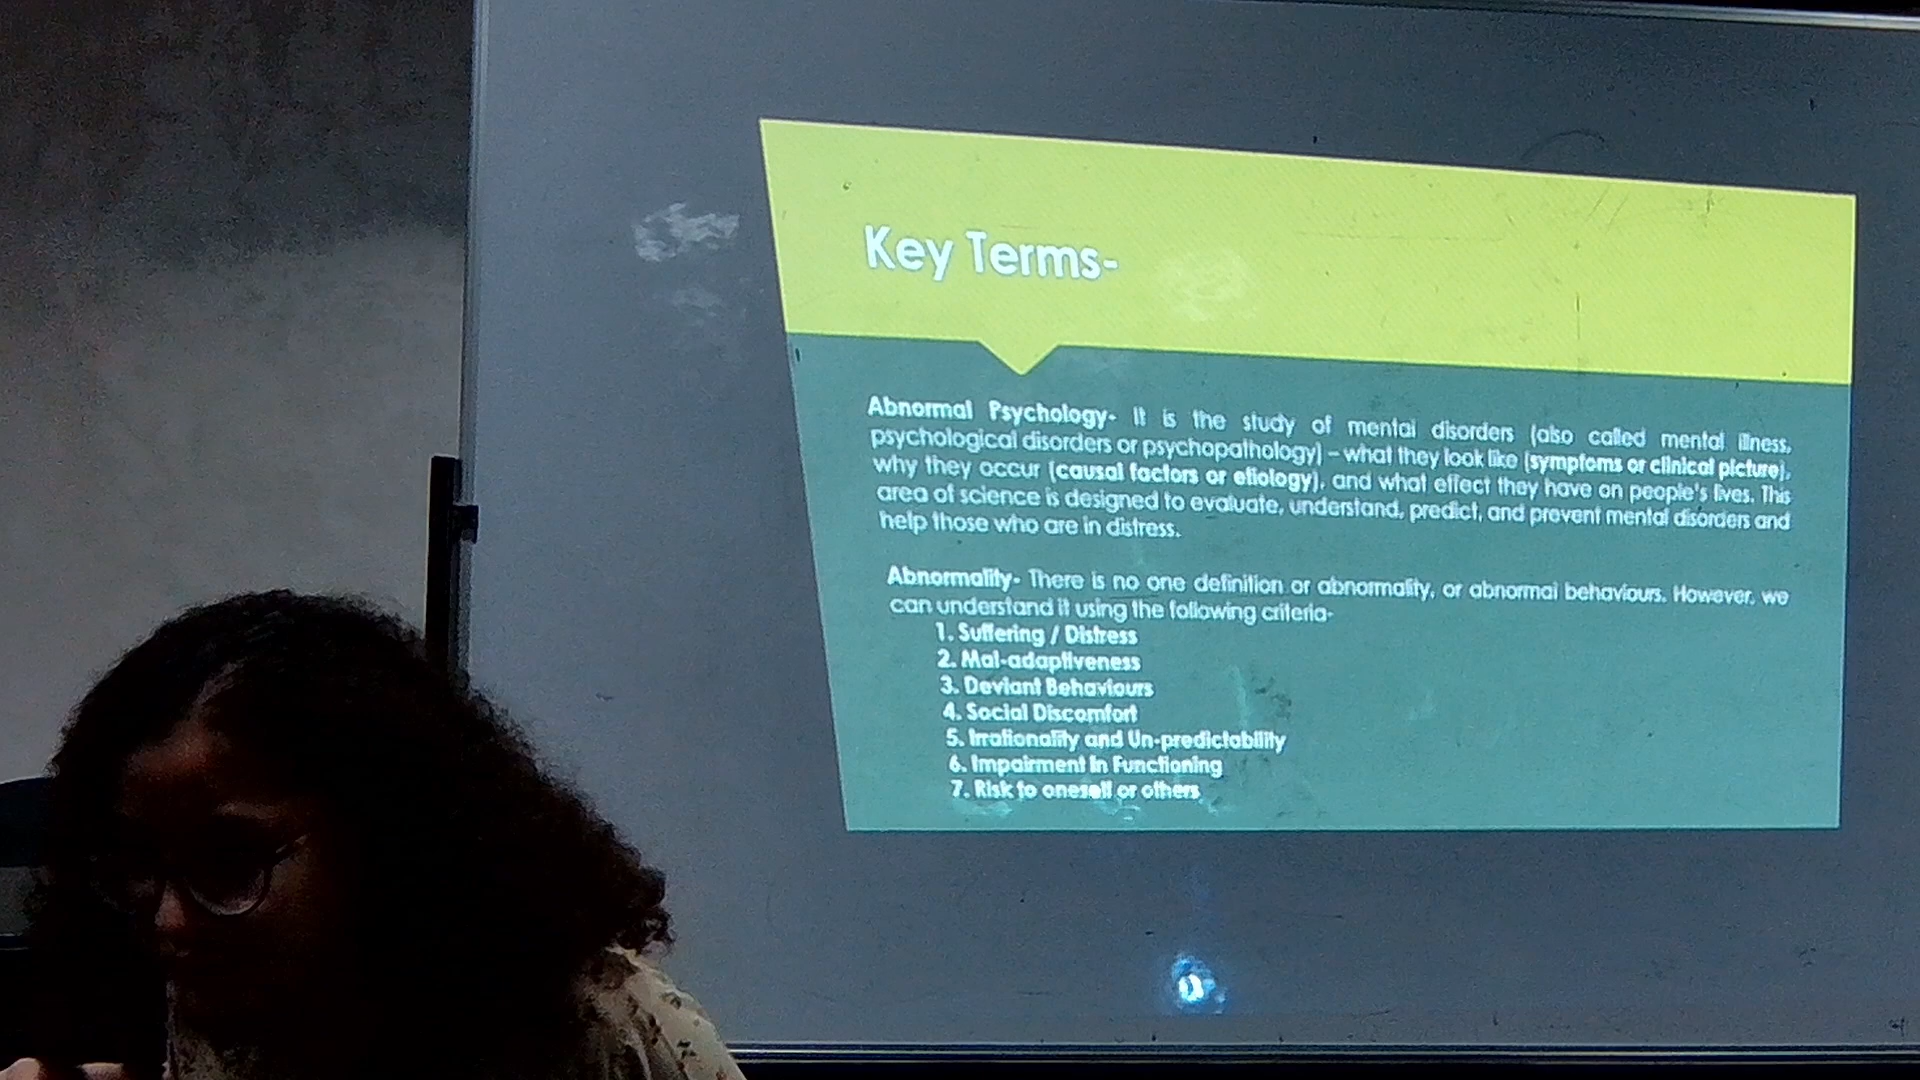 Key Terms-
Abnormal Psychology- It is the study of mental disorders (also called mental illness,
psychological disorders or psychopathology) – what they look like (symptoms or clinical picture),
why they occur (causal factors or etiology), and what effect they have on people's lives. This
area of science is designed to evaluate, understand, predict, and prevent mental disorders and
help those who are in distress.
Abnormality- There is no one definition or abnormality, or abnormal behaviours. However, we
can understand it using the following criteria-
1. Suffering / Distress
2. Mal-adaptiveness
3. Deviant Behaviours
4. Social Discomfort
5. Irrationality and Un-predictability
6. Impairment in Functioning
7. Risk to oneself or others